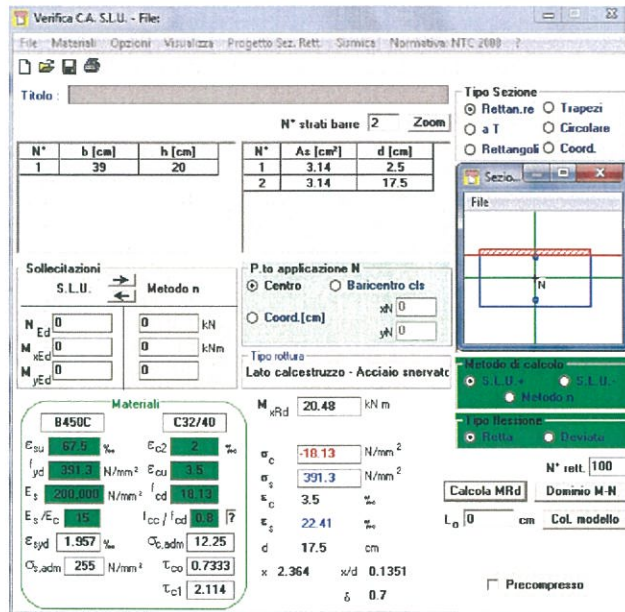 Verifica C.A. S.L.U. - File:
File Materiali Opzioni Visualizza Progetto Sez. Rett. Sismica Normativa: NTC 2008 ?
Titolo :
N° strati barre 2 Zoom
N° b [cm] h [cm]
1 39 20
N° As [cm²] d [cm]
1 3.14 2.5
2 3.14 17.5
Tipo Sezione
Rettan.re Trapezi
a T Circolare
Rettangoli Coord.
Sezio...
File
N
Sollecitazioni
S.L.U. Metodo n
N Ed 0 0 kN
M xEd 0 0 kNm
M yEd 0 0
P.to applicazione N
Centro Baricentro cls
Coord.[cm] xN 0
yN 0
Tipo rottura
Lato calcestruzzo - Acciaio snervato
Metodo di calcolo
S.L.U.+ S.L.U.-
Metodo n
Tipo flessione
Retta Deviata
N° rett. 100
Calcola MRd Dominio M-N
L₀ 0 cm Col. modello
Precompresso
Materiali
B450C C32/40
ε su 67.5 ‰ ε c2 2 ‰
f yd 391.3 N/mm² ε cu 3.5
E s 200,000 N/mm² f cd 18.13
E s /E c 15 f cc / f cd 0.8 ?
ε syd 1.957 ‰ σ c,adm 12.25
σ s,adm 255 N/mm² τ co 0.7333
τ c1 2.114
M xRd 20.48 kN m
σ c -18.13 N/mm²
σ s 391.3 N/mm²
ε c 3.5 ‰
ε s 22.41 ‰
d 17.5 cm
x 2.364 x/d 0.1351
δ 0.7